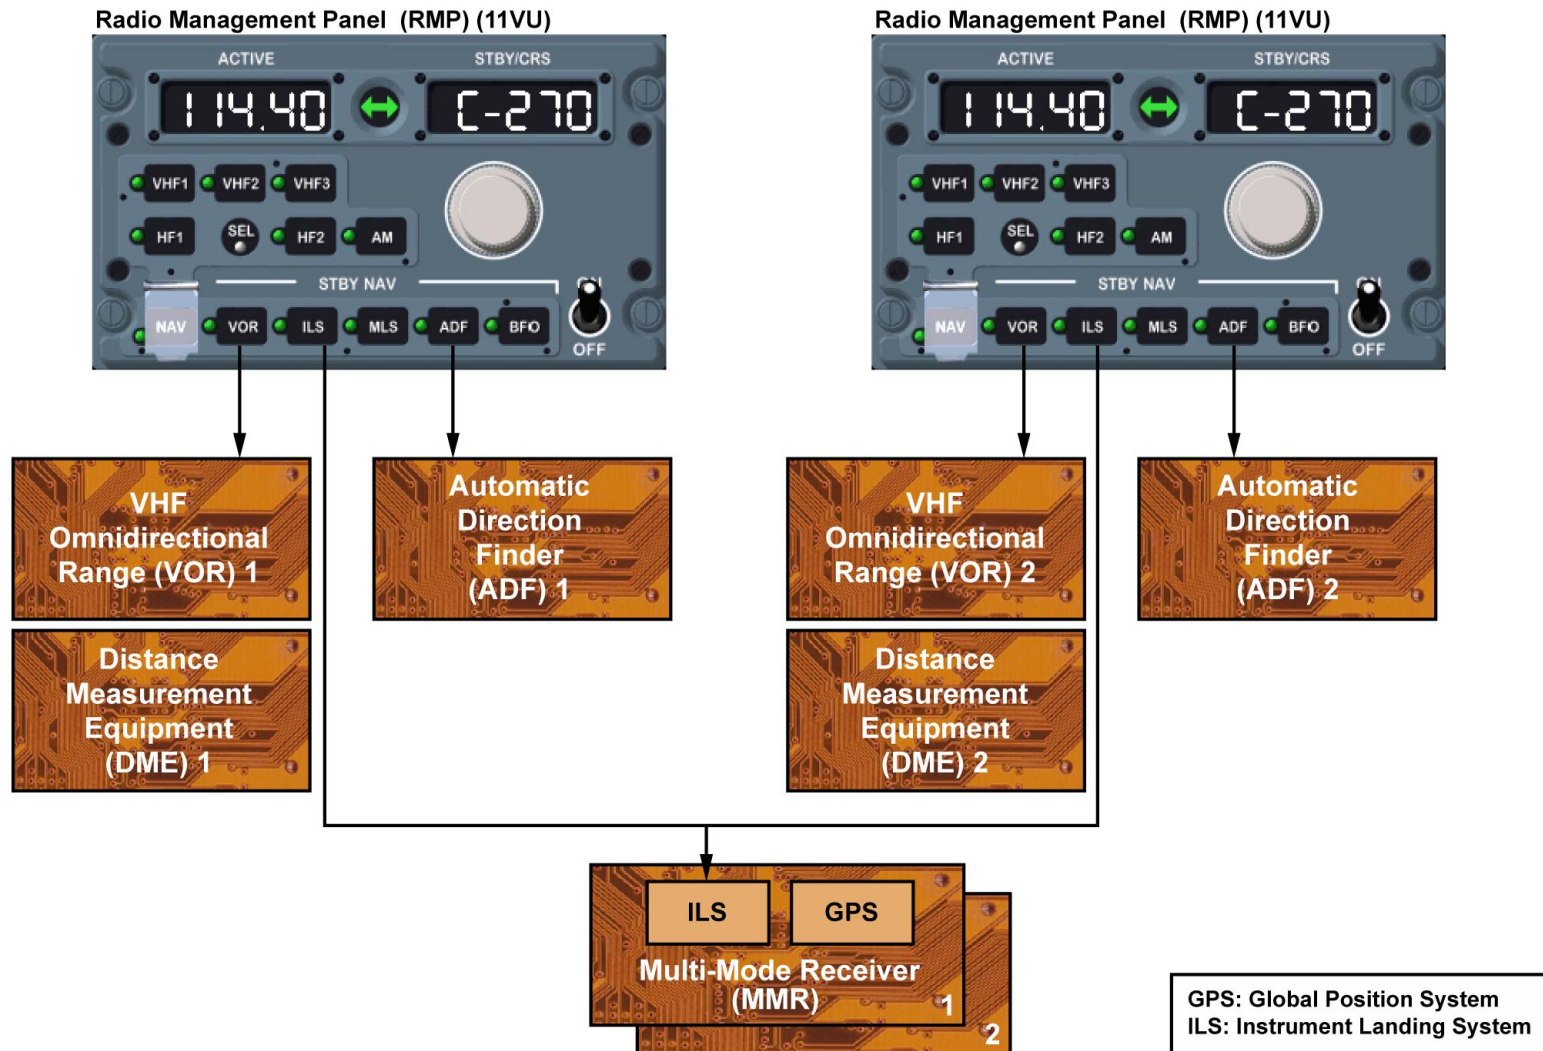 Radio Management Panel (RMP) (11VU)
ACTIVE
STBY/CRS
114.40
C-270
VHF1
VHF2
VHF3
HF1
SEL
HF2
AM
STBY NAV
ON
NAV
VOR
ILS
MLS
ADF
BFO
OFF
Radio Management Panel (RMP) (11VU)
ACTIVE
STBY/CRS
114.40
C-270
VHF1
VHF2
VHF3
HF1
SEL
HF2
AM
STBY NAV
ON
NAV
VOR
ILS
MLS
ADF
BFO
OFF
VHF
Omnidirectional
Range (VOR) 1
Automatic
Direction
Finder
(ADF) 1
VHF
Omnidirectional
Range (VOR) 2
Automatic
Direction
Finder
(ADF) 2
Distance
Measurement
Equipment
(DME) 1
Distance
Measurement
Equipment
(DME) 2
ILS
GPS
Multi-Mode Receiver
(MMR)
1
2
GPS: Global Position System
ILS: Instrument Landing System